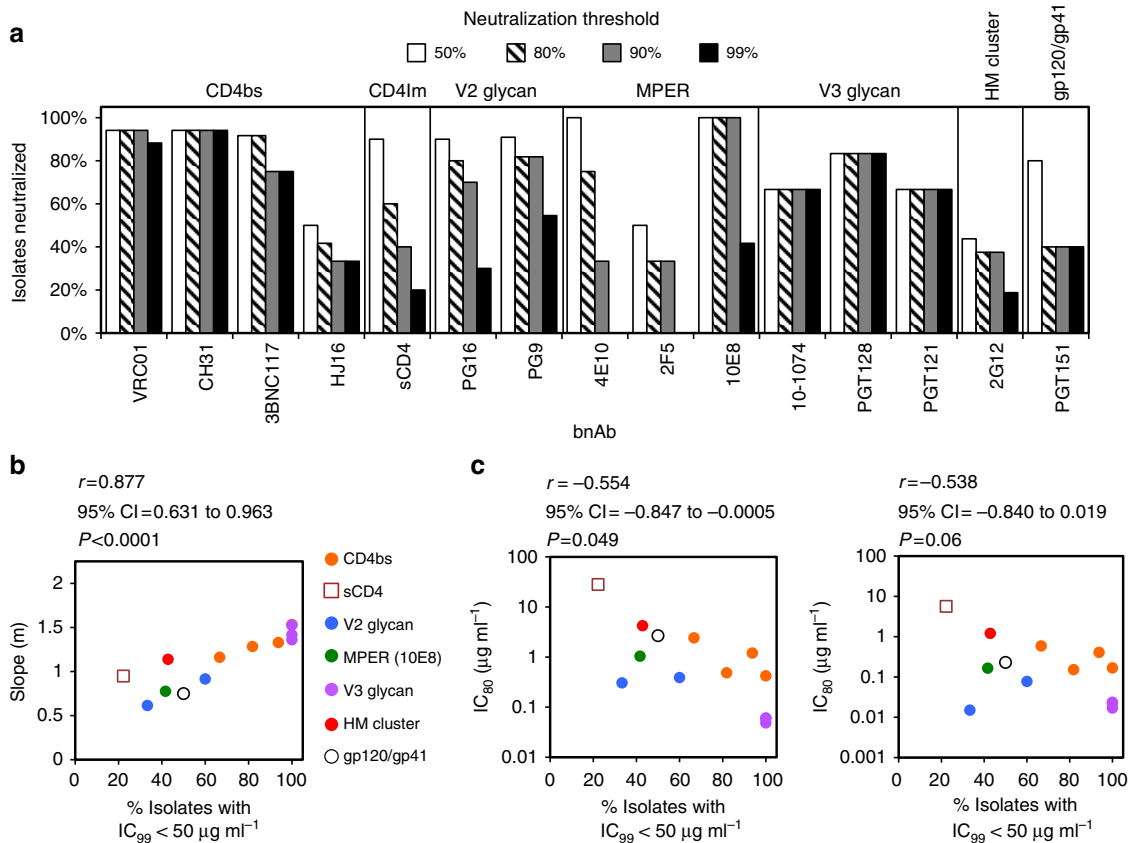 a
Neutralization threshold
50% 80% 90% 99%
CD4bs CD4Im V2 glycan MPER V3 glycan HM cluster gp120/gp41
Isolates neutralized
100%
80%
60%
40%
20%
0%
VRC01 CH31 3BNC117 HJ16 sCD4 PG16 PG9 4E10 2F5 10E8 10-1074 PGT128 PGT121 2G12 PGT151
bnAb
b
r=0.877
95% CI=0.631 to 0.963
P<0.0001
Slope (m)
2
1.5
1
0.5
0
0 20 40 60 80 100
% Isolates with
IC99 < 50 μg ml−1
CD4bs
sCD4
V2 glycan
MPER (10E8)
V3 glycan
HM cluster
gp120/gp41
c
r= −0.554
95% CI= −0.847 to −0.0005
P=0.049
IC80 (μg ml−1)
100
10
1
0.1
0.01
0 20 40 60 80 100
% Isolates with
IC99 < 50 μg ml−1
r= −0.538
95% CI= −0.840 to 0.019
P=0.06
IC80 (μg ml−1)
100
10
1
0.1
0.01
0.001
0 20 40 60 80 100
% Isolates with
IC99 < 50 μg ml−1